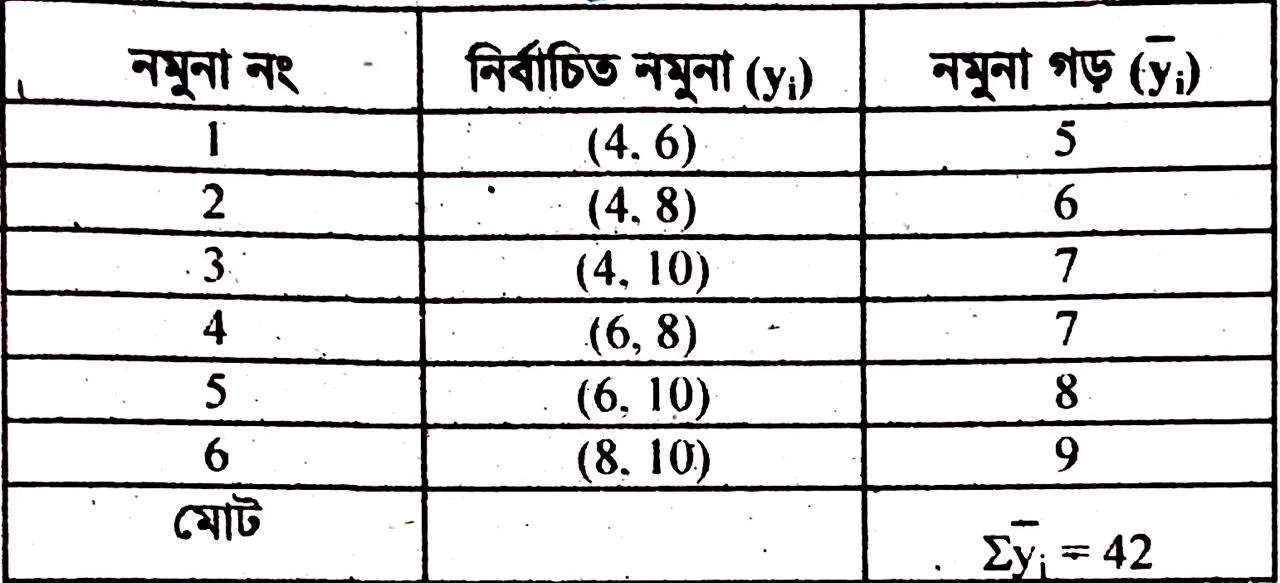 নমুনা নং নির্বাচিত নমুনা (yᵢ) নমুনা গড় (ȳᵢ)
1 (4, 6) 5
2 (4, 8) 6
3 (4, 10) 7
4 (6, 8) 7
5 (6, 10) 8
6 (8, 10) 9
মোট Σȳᵢ = 42